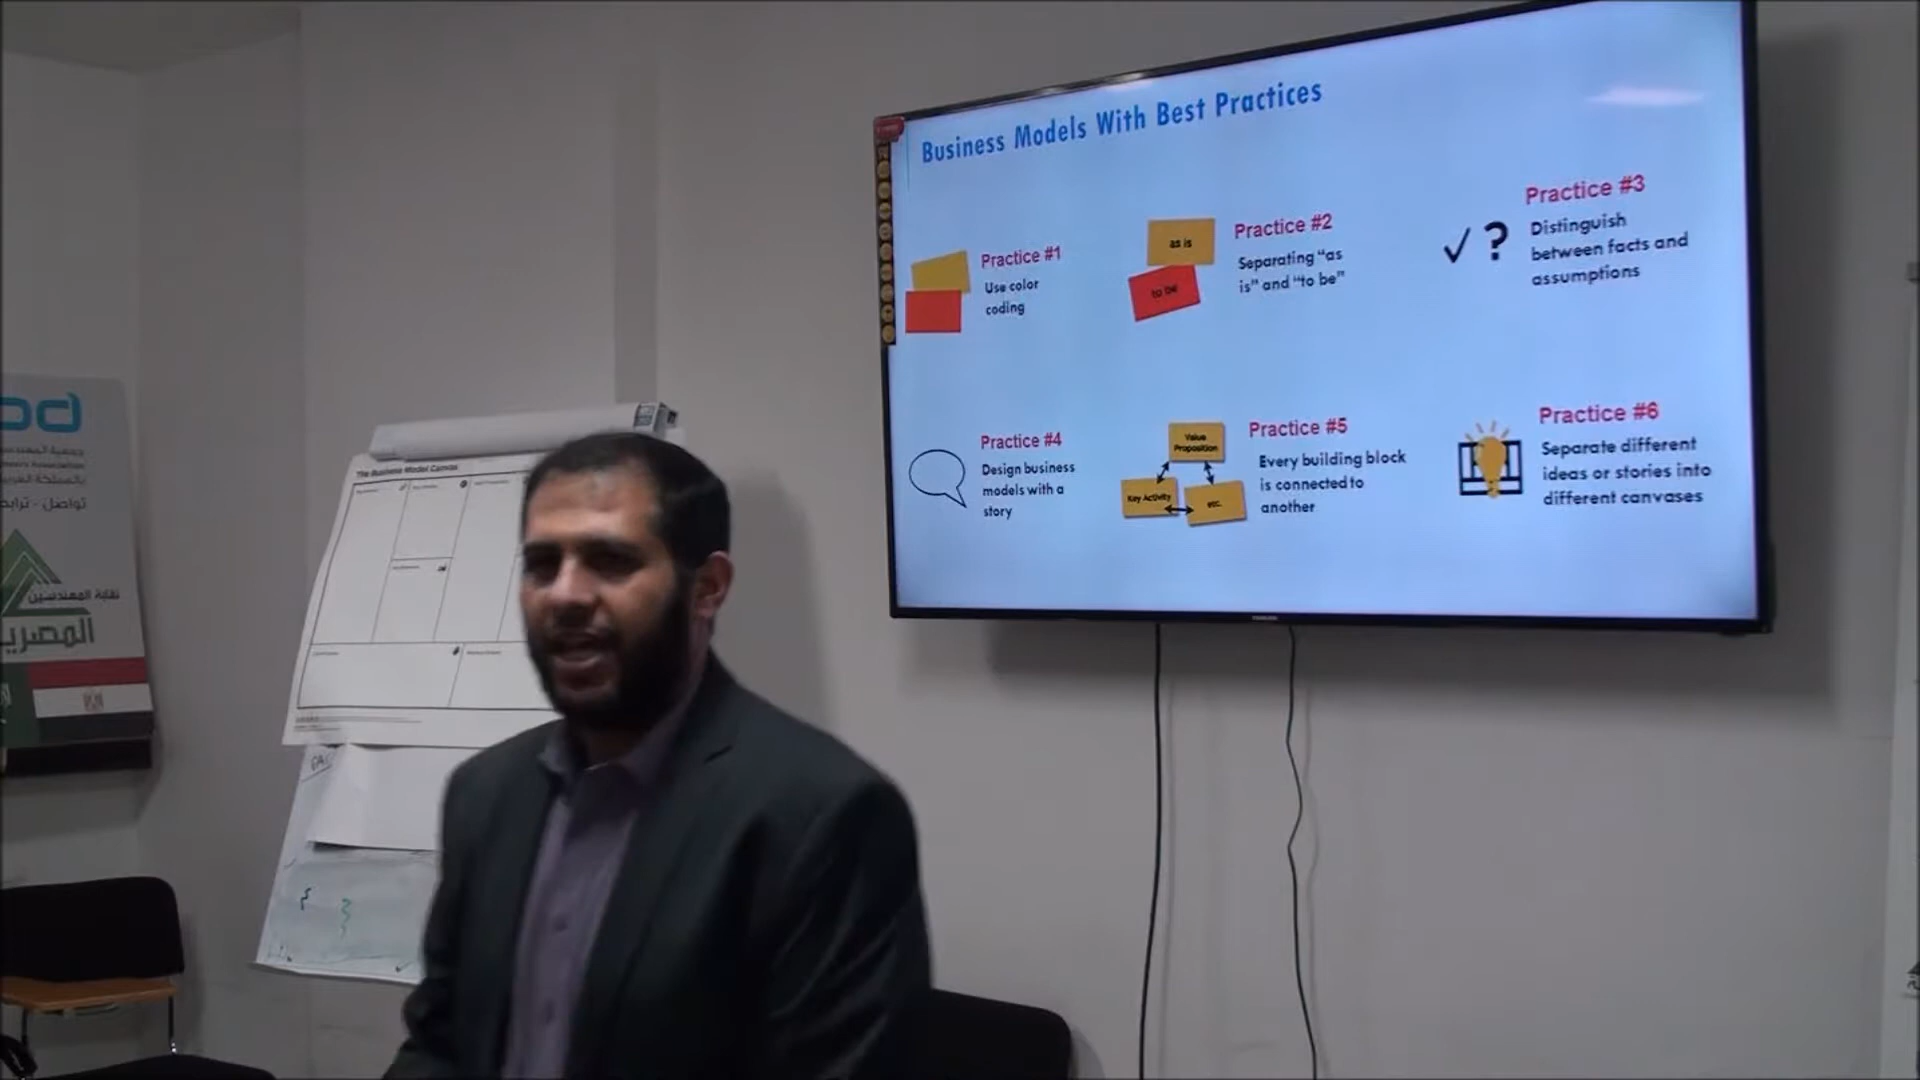 Business Models With Best Practices
Practice #1
Use color
coding
as is
to be
Practice #2
Separating “as
is” and “to be”
Practice #3
Distinguish
between facts and
assumptions
Practice #4
Design business
models with a
story
Value
Proposition
Key Activity
etc.
Practice #5
Every building block
is connected to
another
Practice #6
Separate different
ideas or stories into
different canvases
The Business Model Canvas
جمعية المهندسين
تواصل - ترابط
نقابة المهندسين